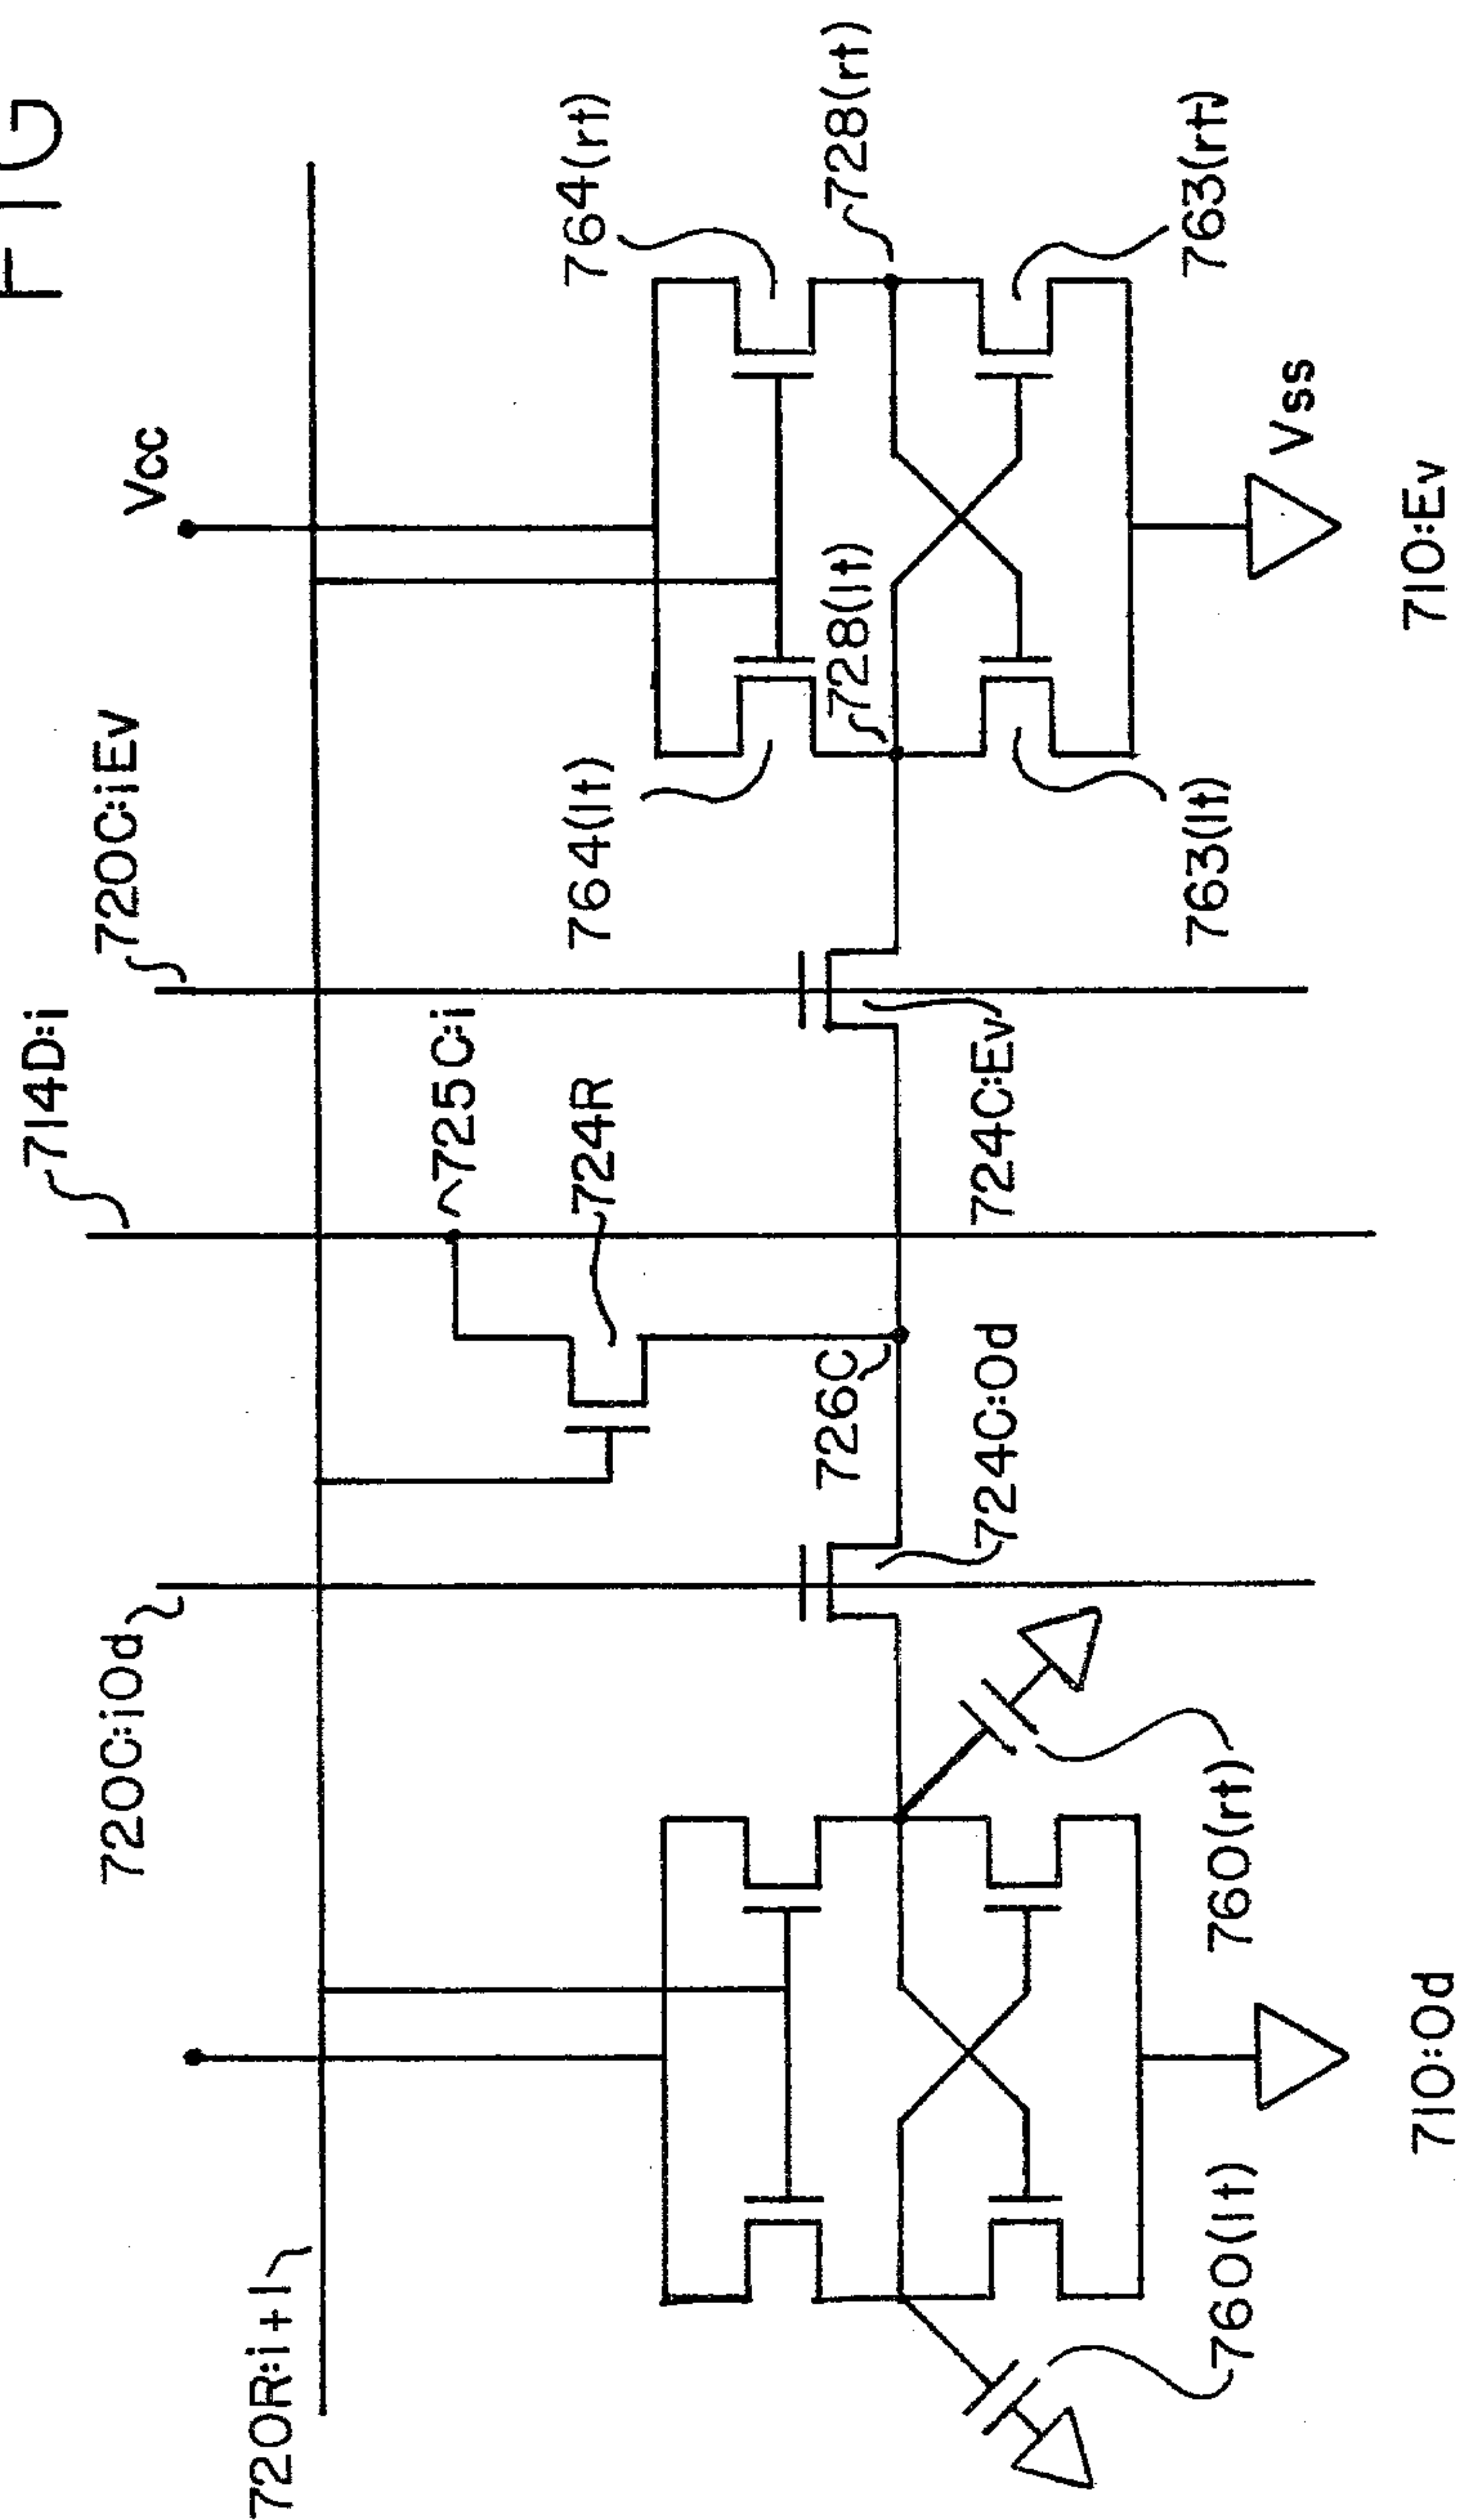 FIG
714D:i
720C:iOd
720C:iEv
Vcc
720R:i+1
725C:i
764(lt)
764(rt)
724R
726C
728(lt)
728(rt)
724C:Od
724C:Ev
760(lt)
760(rt)
763(lt)
763(rt)
Vss
710:Od
710:Ev